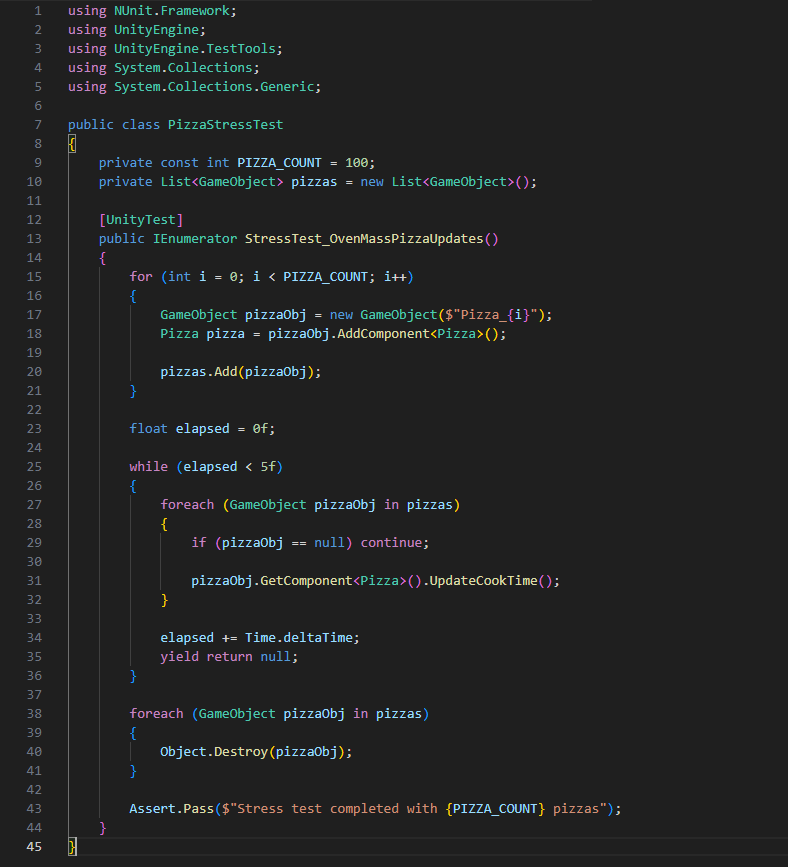 1 using NUnit.Framework;
2 using UnityEngine;
3 using UnityEngine.TestTools;
4 using System.Collections;
5 using System.Collections.Generic;
6
7 public class PizzaStressTest
8 {
9     private const int PIZZA_COUNT = 100;
10     private List<GameObject> pizzas = new List<GameObject>();
11
12     [UnityTest]
13     public IEnumerator StressTest_OvenMassPizzaUpdates()
14     {
15         for (int i = 0; i < PIZZA_COUNT; i++)
16         {
17             GameObject pizzaObj = new GameObject($"Pizza_{i}");
18             Pizza pizza = pizzaObj.AddComponent<Pizza>();
19
20             pizzas.Add(pizzaObj);
21         }
22
23         float elapsed = 0f;
24
25         while (elapsed < 5f)
26         {
27             foreach (GameObject pizzaObj in pizzas)
28             {
29                 if (pizzaObj == null) continue;
30
31                 pizzaObj.GetComponent<Pizza>().UpdateCookTime();
32             }
33
34             elapsed += Time.deltaTime;
35             yield return null;
36         }
37
38         foreach (GameObject pizzaObj in pizzas)
39         {
40             Object.Destroy(pizzaObj);
41         }
42
43         Assert.Pass($"Stress test completed with {PIZZA_COUNT} pizzas");
44     }
45 }